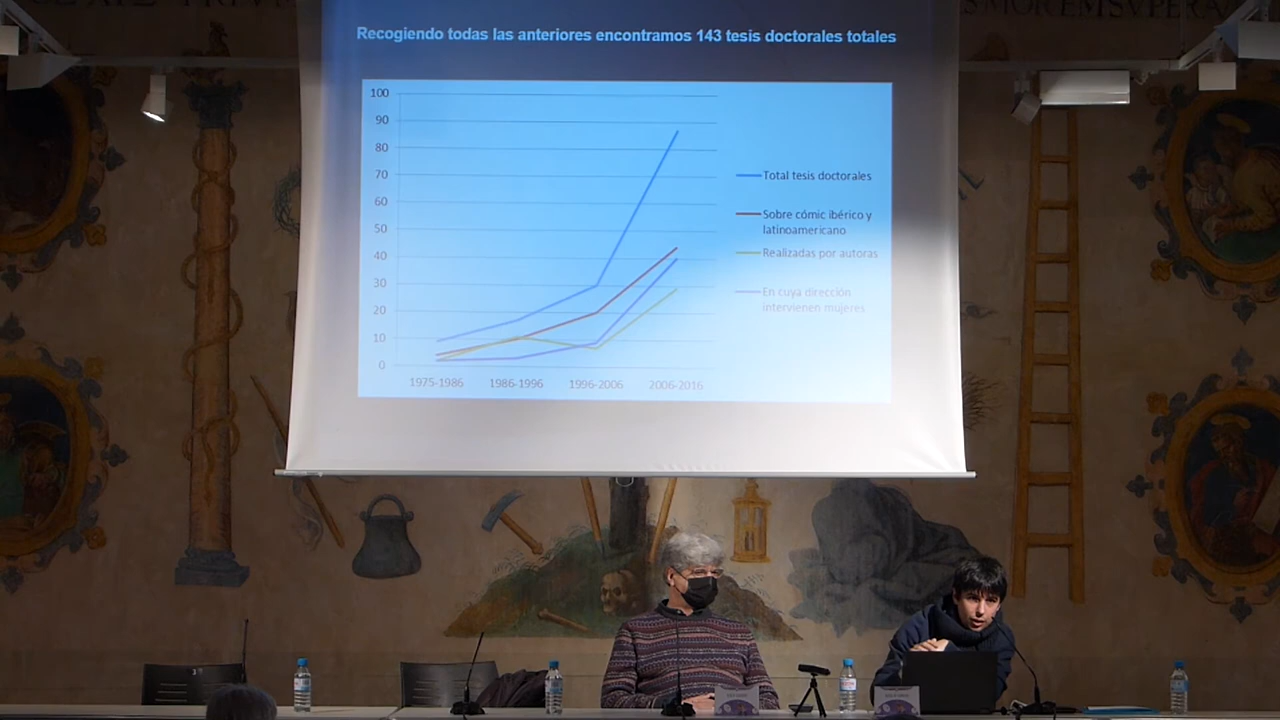 Recogiendo todas las anteriores encontramos 143 tesis doctorales totales
100
90
80
70
60
50
40
30
20
10
0
1975-1986 1986-1996 1996-2006 2006-2016
Total tesis doctorales
Sobre cómic ibérico y
latinoamericano
Realizadas por autoras
En cuya dirección
intervienen mujeres